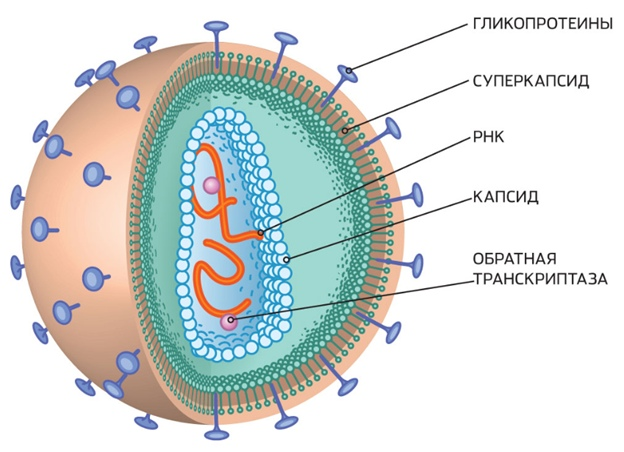 ГЛИКОПРОТЕИНЫ
СУПЕРКАПСИД
РНК
КАПСИД
ОБРАТНАЯ
ТРАНСКРИПТАЗА